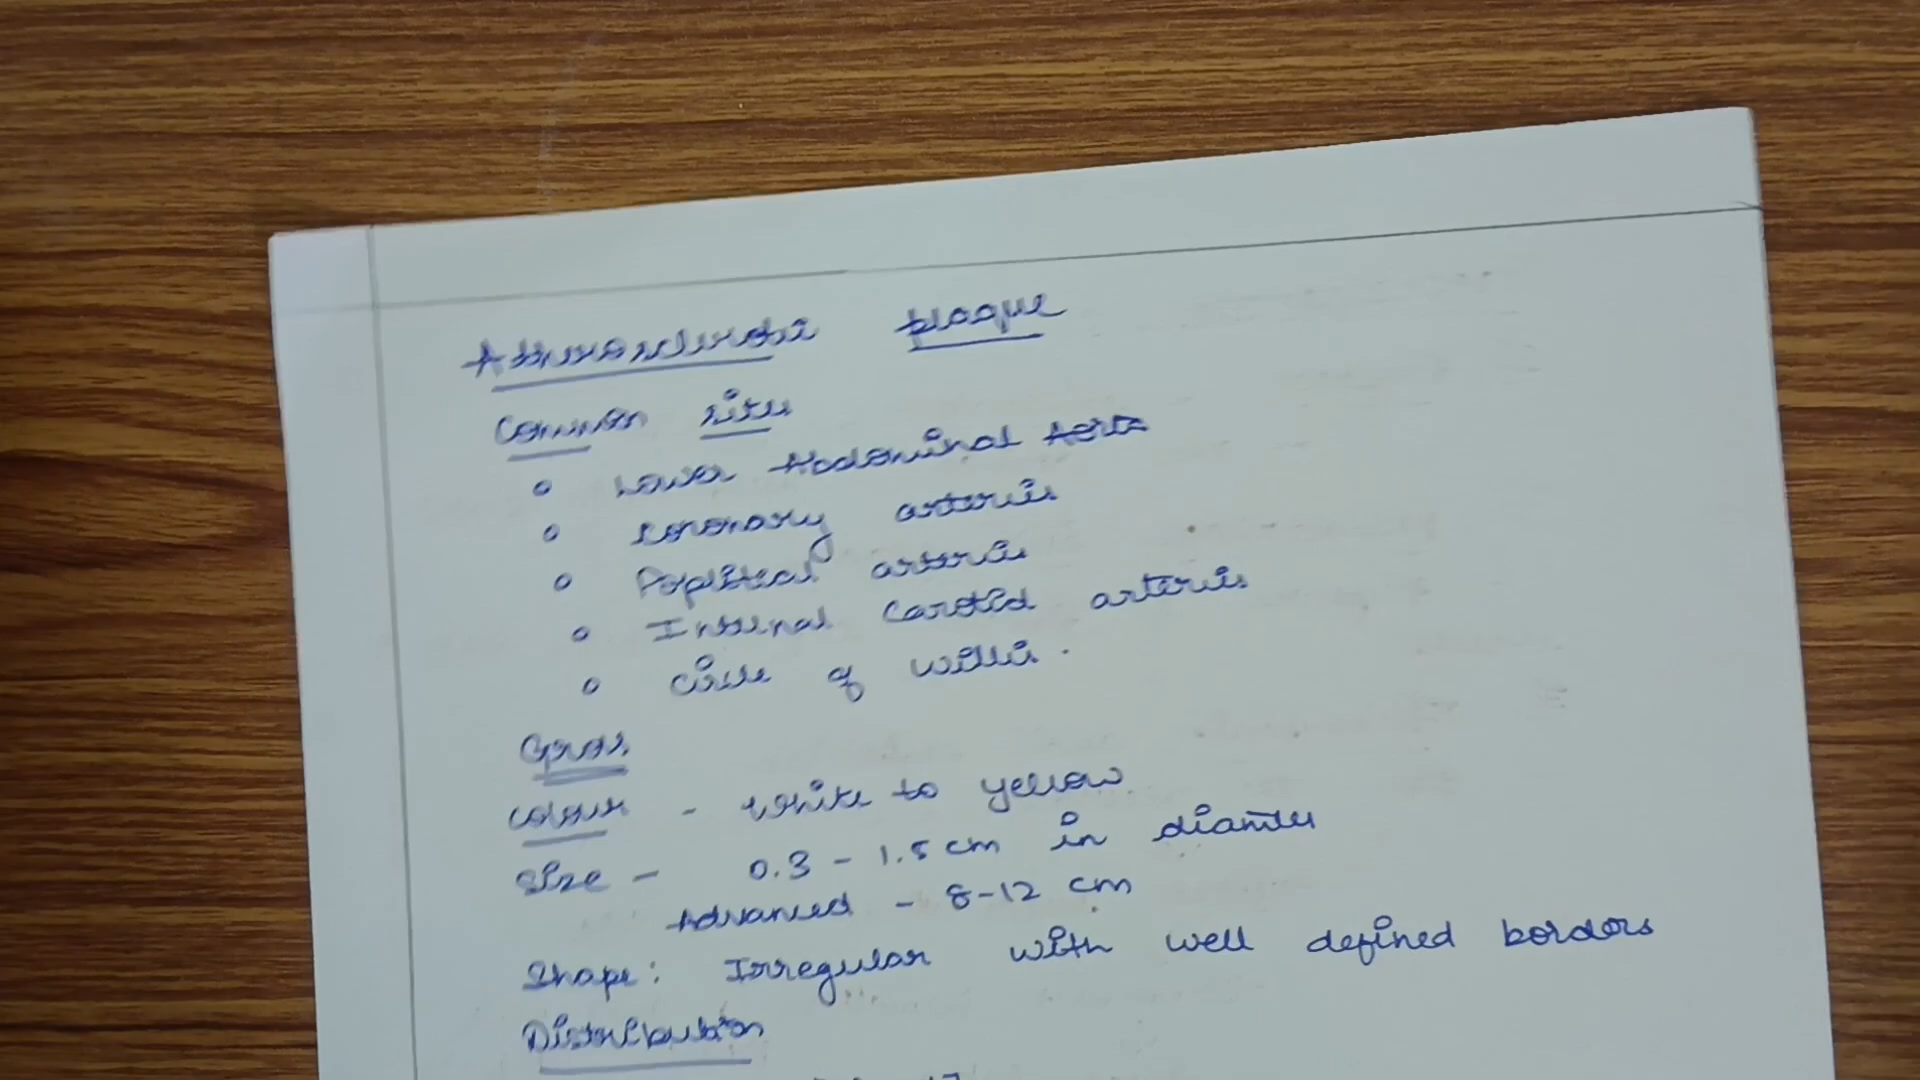 Atherosclerotic plaque
Common sites
Lower Abdominal Aorta
Coronary arteries
Popliteal arteries
Internal Carotid arteries
Circle of Willis.
Gross
Colour - White to yellow
Size - 0.3 - 1.5 cm in diameter
Advanced - 8-12 cm
Shape: Irregular with well defined borders
Distribution